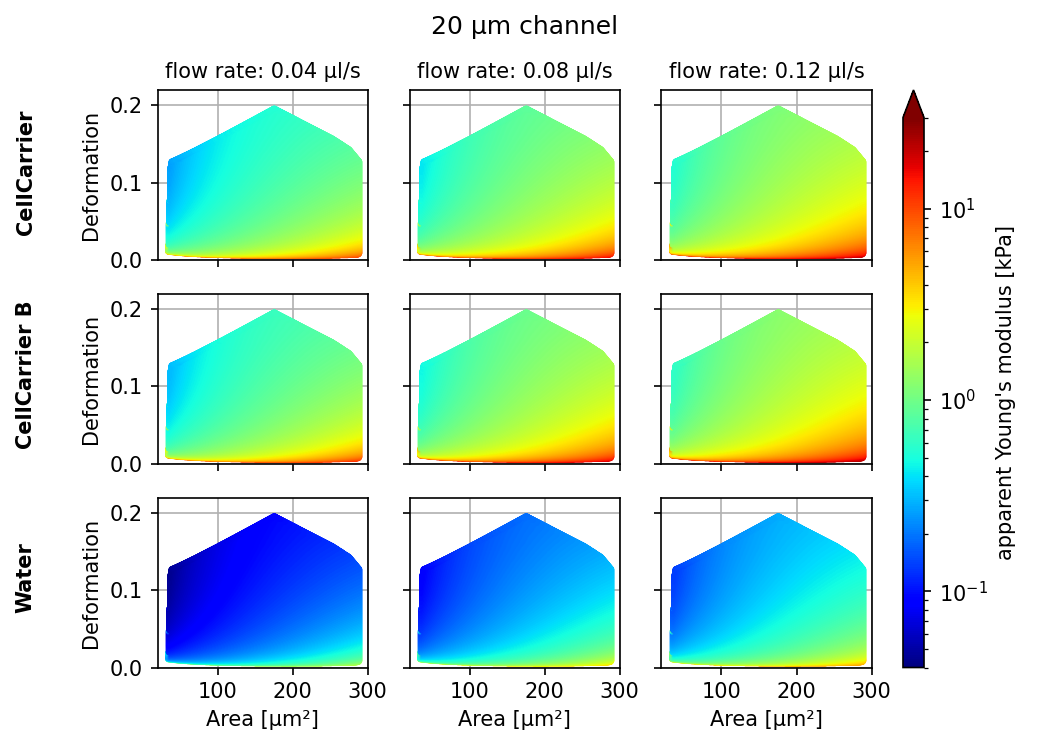 20 µm channel
flow rate: 0.04 µl/s
flow rate: 0.08 µl/s
flow rate: 0.12 µl/s
CellCarrier
Deformation
0.2
0.1
0.0
CellCarrier B
Deformation
0.2
0.1
0.0
Water
Deformation
0.2
0.1
0.0
100 200 300
100 200 300
100 200 300
Area [µm²]
Area [µm²]
Area [µm²]
10¹
10⁰
10⁻¹
apparent Young's modulus [kPa]